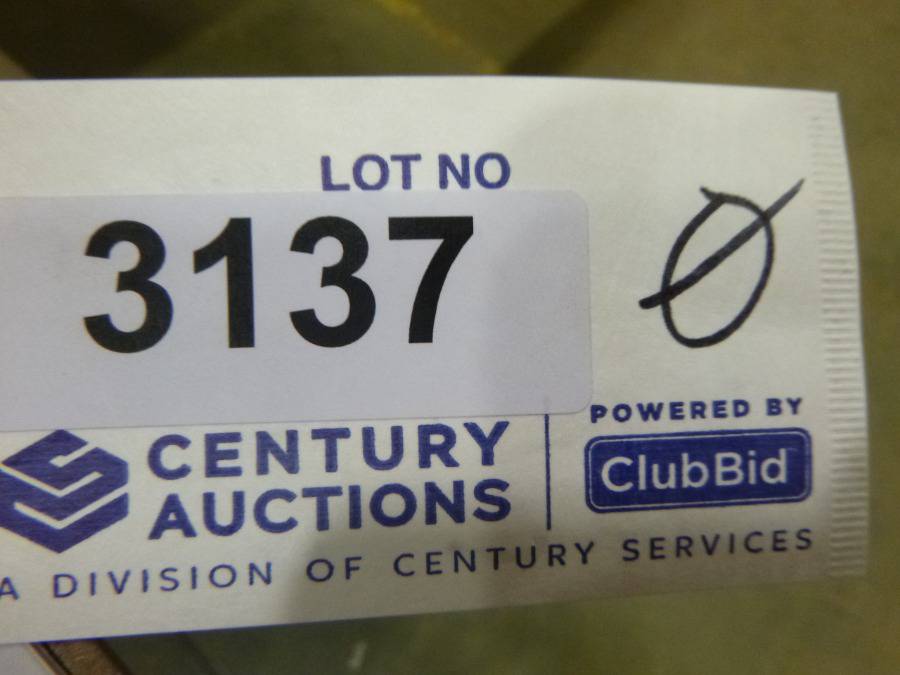 LOT NO
3137
Ø
CENTURY
AUCTIONS
POWERED BY
ClubBid
A DIVISION OF CENTURY SERVICES